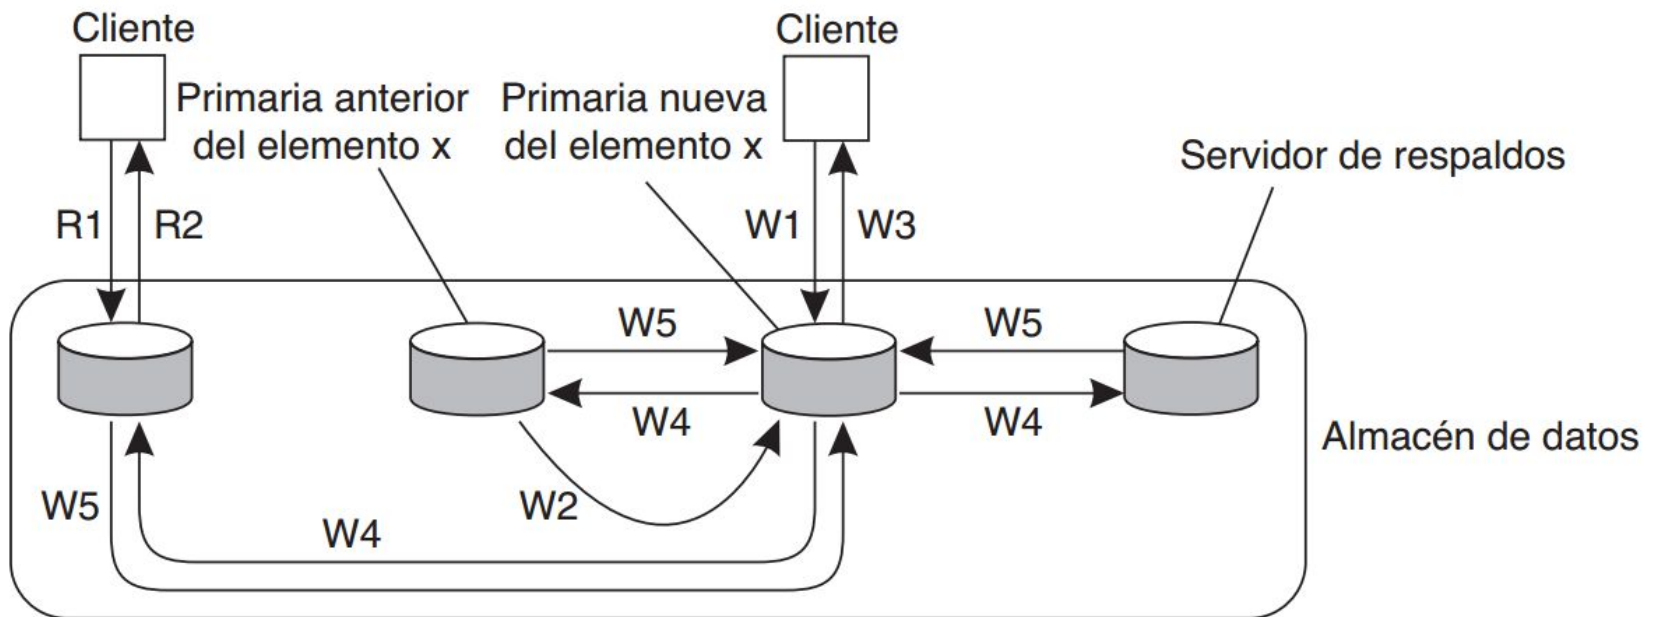 Cliente
Cliente
Primaria anterior
del elemento x
Primaria nueva
del elemento x
Servidor de respaldos
R1
R2
W1
W3
W5
W5
W4
W4
Almacén de datos
W5
W2
W4